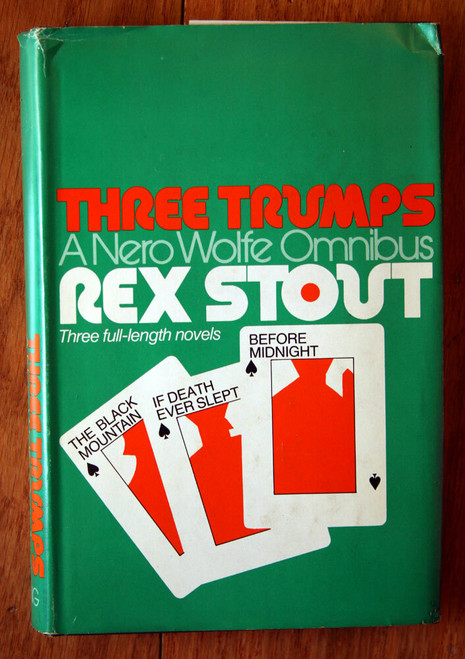 THREE TRUMPS
A Nero Wolfe Omnibus
REX STOUT
Three full-length novels
BEFORE
MIDNIGHT
IF DEATH
EVER SLEPT
THE BLACK
MOUNTAIN
THREE TRUMPS